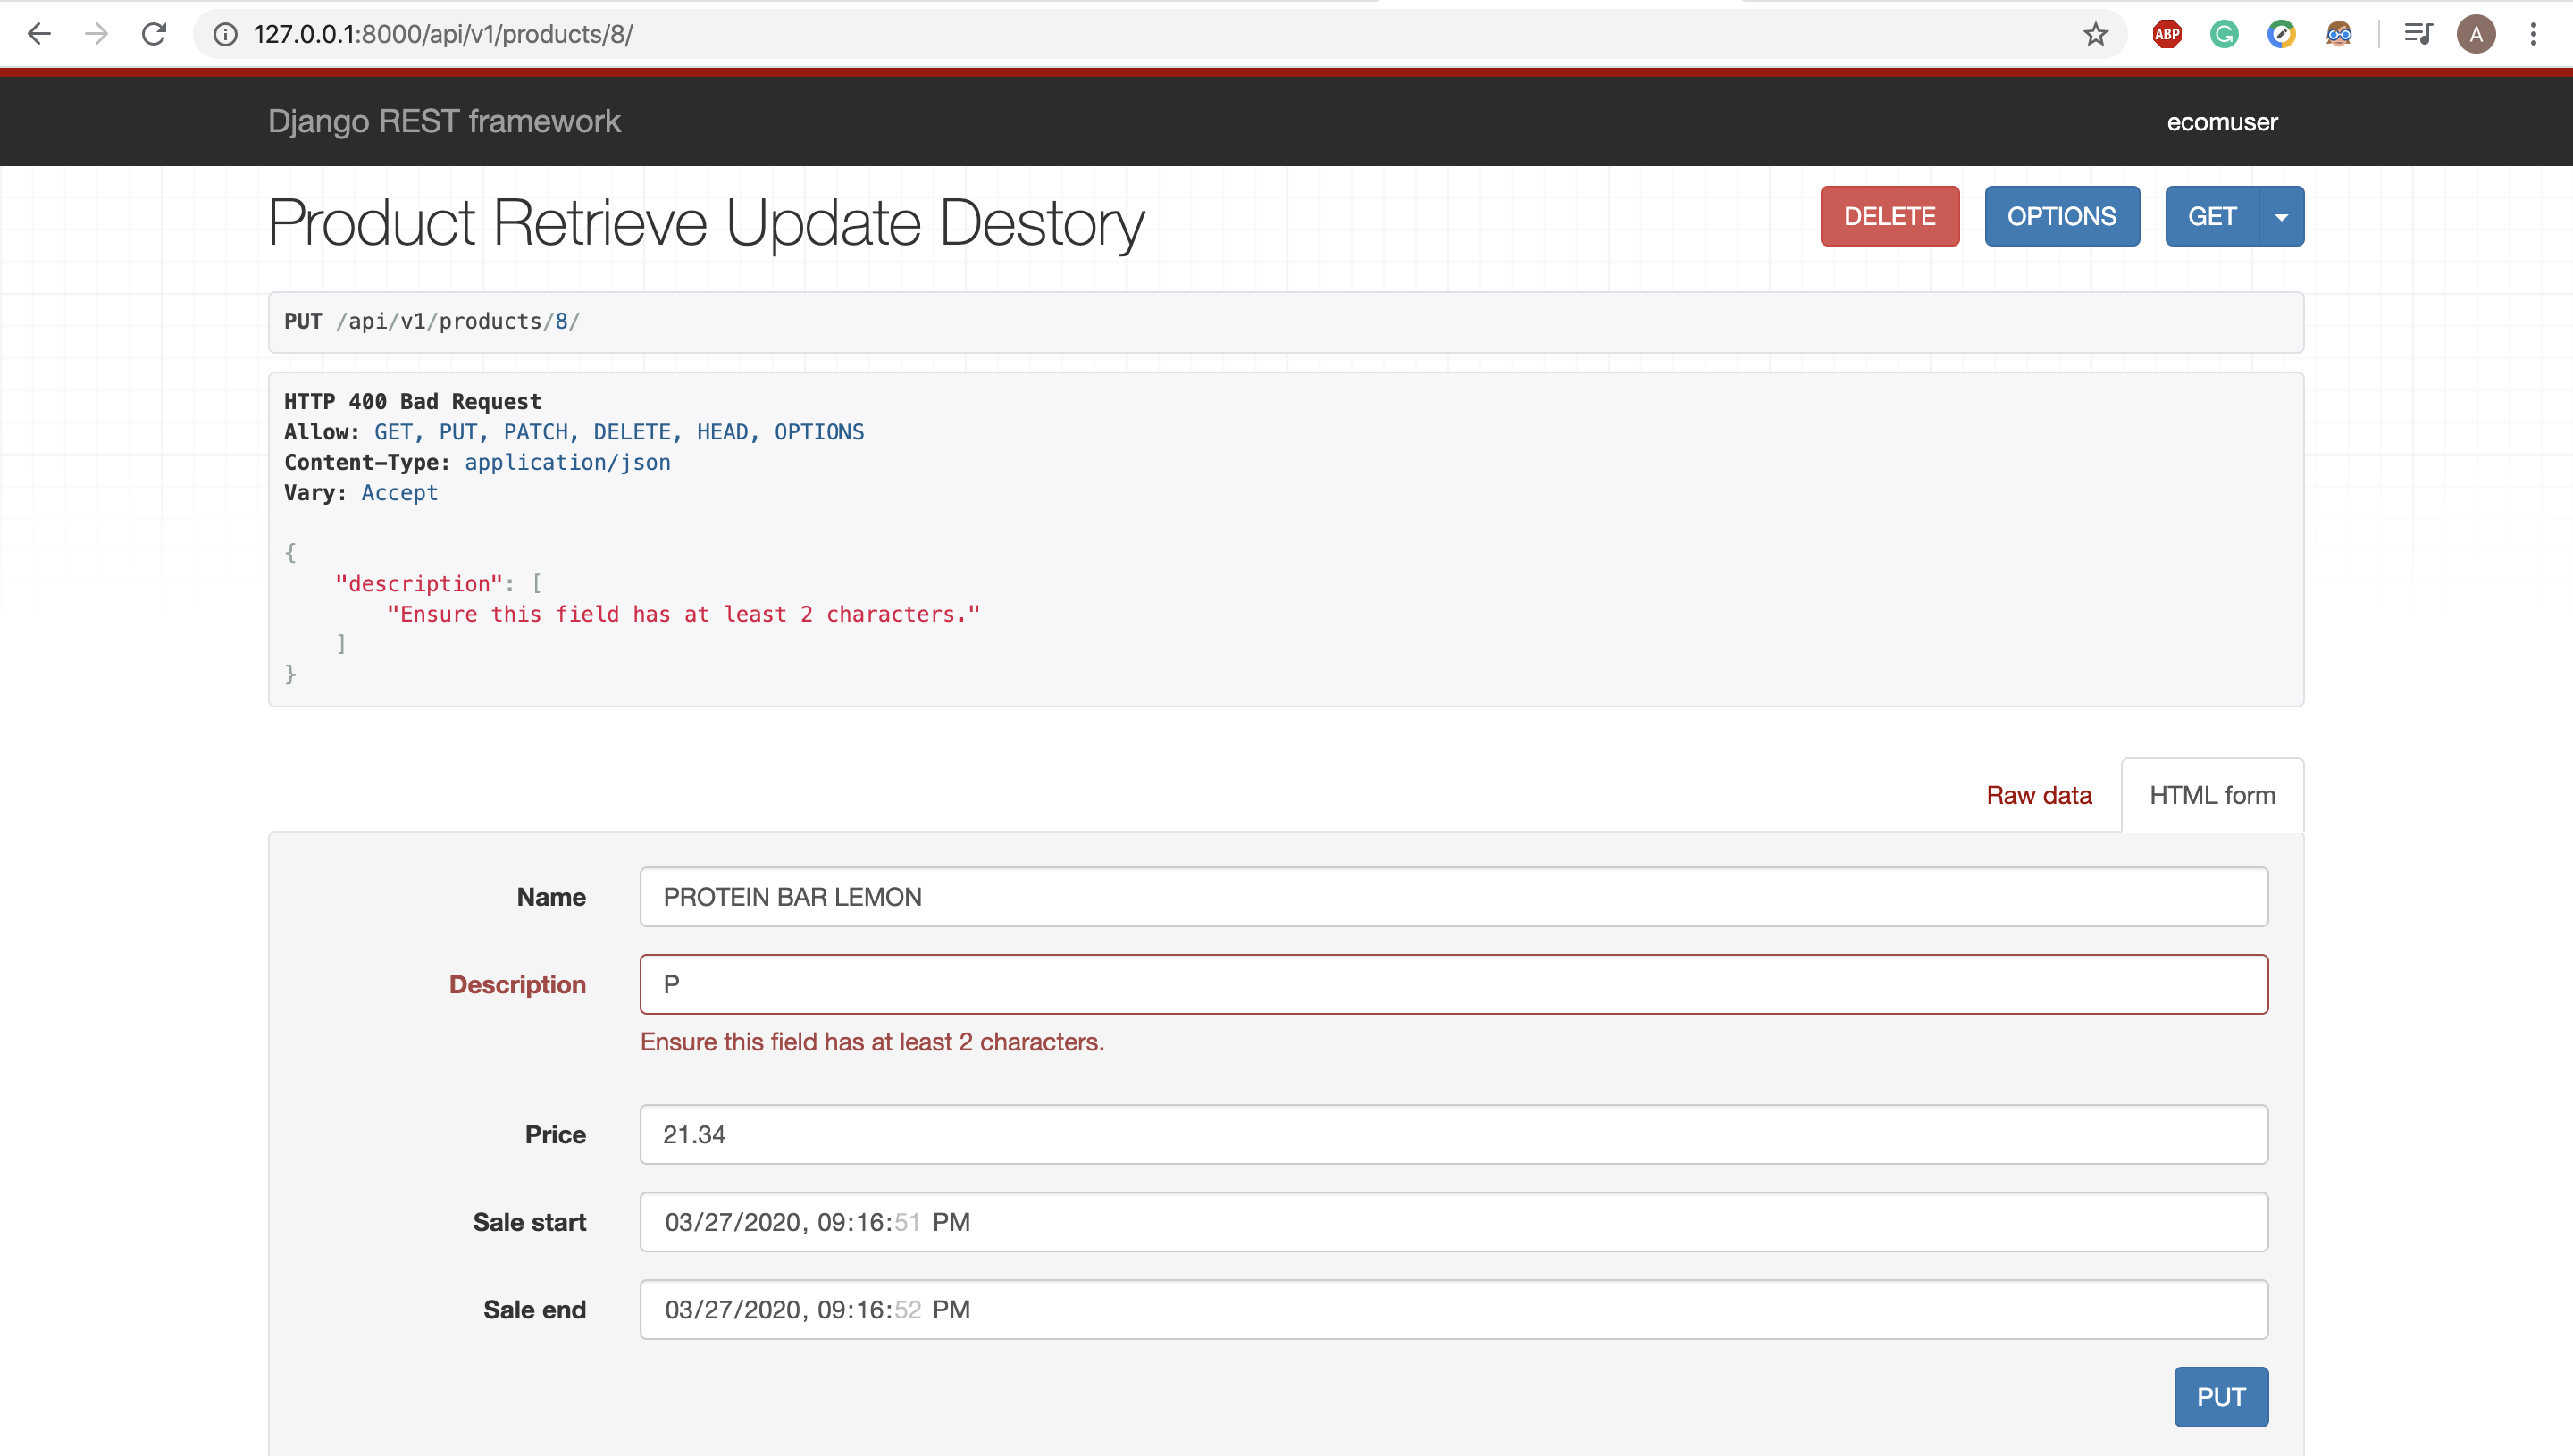 127.0.0.1:8000/api/v1/products/8/
ABP
G
A
Django REST framework
ecomuser
Product Retrieve Update Destory
DELETE
OPTIONS
GET
PUT /api/v1/products/8/
HTTP 400 Bad Request
Allow: GET, PUT, PATCH, DELETE, HEAD, OPTIONS
Content-Type: application/json
Vary: Accept
{
"description": [
"Ensure this field has at least 2 characters."
]
}
Raw data
HTML form
Name
PROTEIN BAR LEMON
Description
P
Ensure this field has at least 2 characters.
Price
21.34
Sale start
03/27/2020, 09:16:51 PM
Sale end
03/27/2020, 09:16:52 PM
PUT